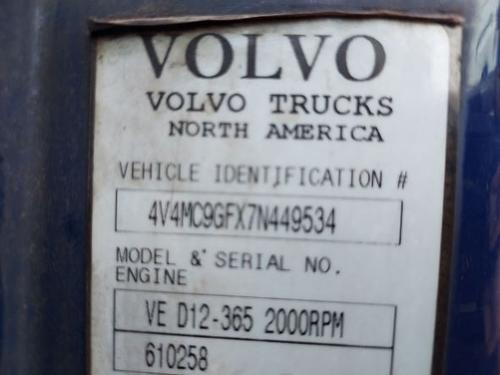 VOLVO
VOLVO TRUCKS
NORTH AMERICA
VEHICLE IDENTIFICATION #
4V4MC9GFX7N449534
MODEL & SERIAL NO.
ENGINE
VE D12-365 2000RPM
610258